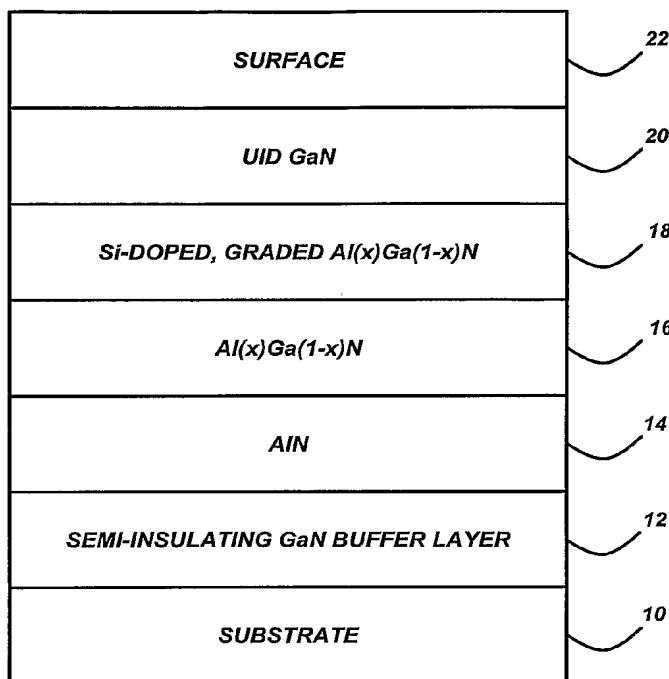 SURFACE 22
UID GaN 20
Si-DOPED, GRADED Al(x)Ga(1-x)N 18
Al(x)Ga(1-x)N 16
AlN 14
SEMI-INSULATING GaN BUFFER LAYER 12
SUBSTRATE 10